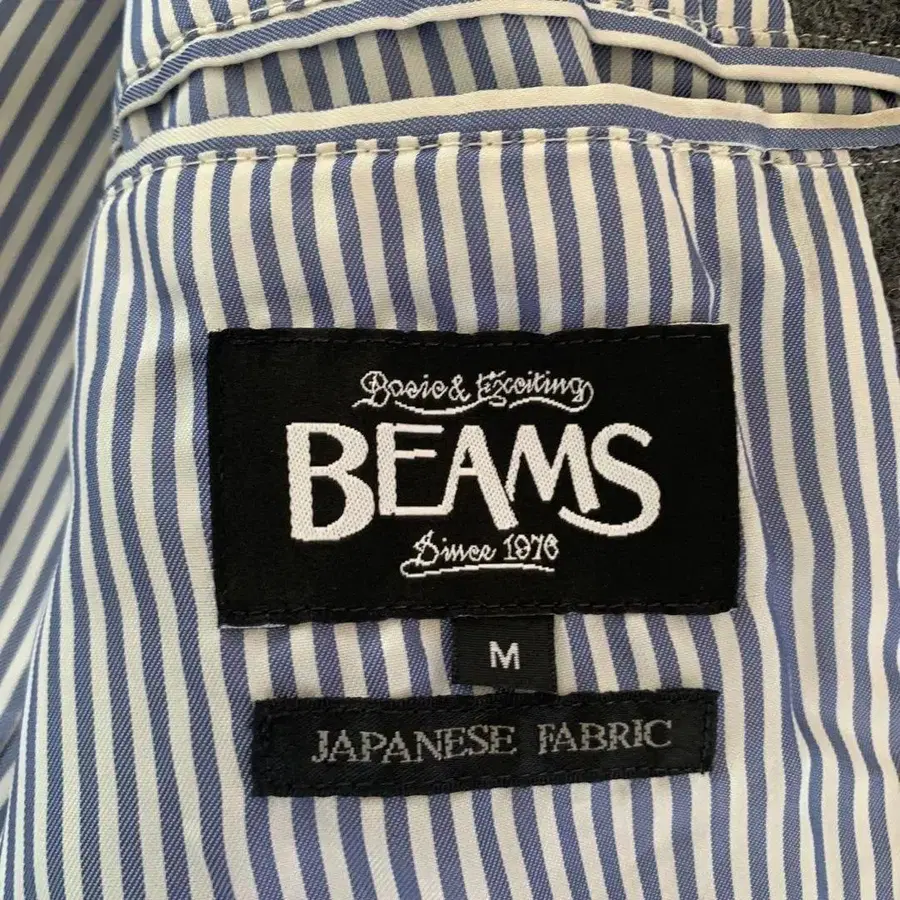 Basic & Exciting
BEAMS
Since 1976
M
JAPANESE FABRIC